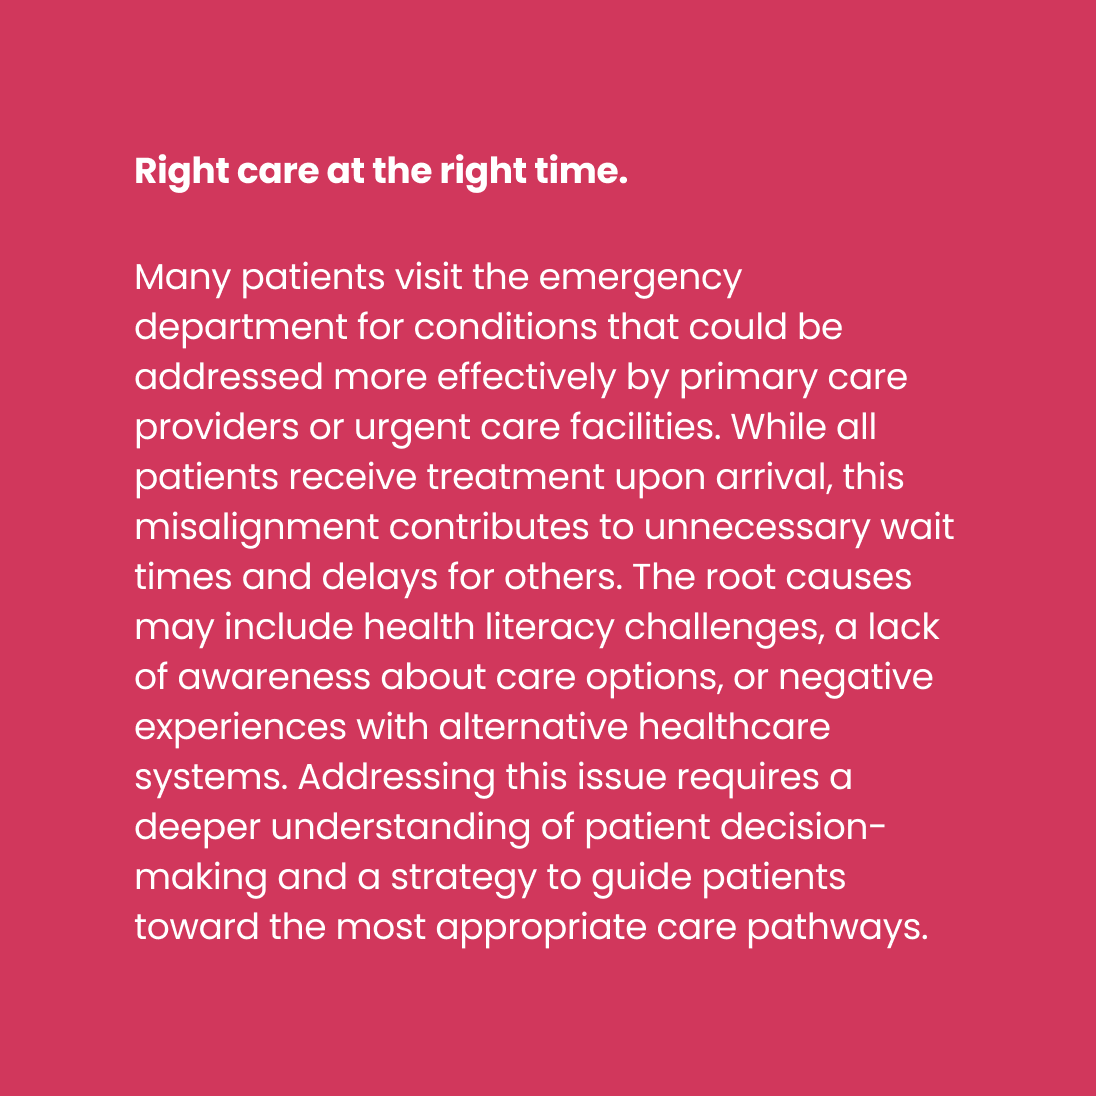 Right care at the right time.
Many patients visit the emergency
department for conditions that could be
addressed more effectively by primary care
providers or urgent care facilities. While all
patients receive treatment upon arrival, this
misalignment contributes to unnecessary wait
times and delays for others. The root causes
may include health literacy challenges, a lack
of awareness about care options, or negative
experiences with alternative healthcare
systems. Addressing this issue requires a
deeper understanding of patient decision-
making and a strategy to guide patients
toward the most appropriate care pathways.